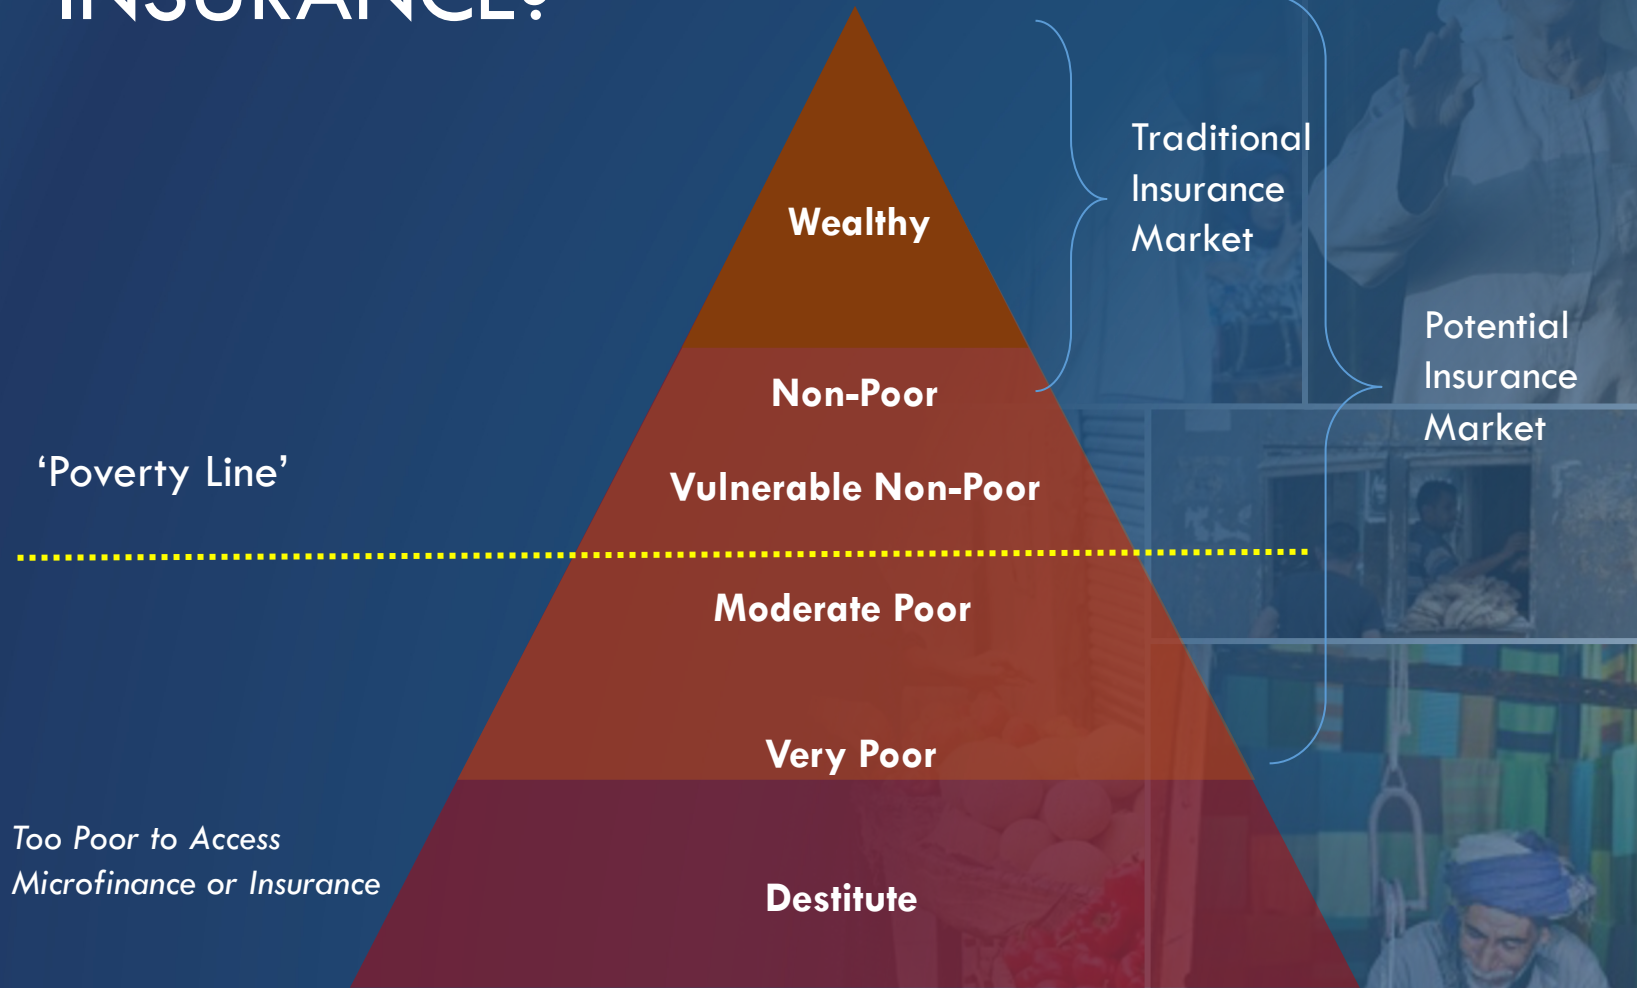 INSURANCE?
Wealthy
Traditional
Insurance
Market
Potential
Insurance
Market
Non-Poor
Vulnerable Non-Poor
‘Poverty Line’
Moderate Poor
Very Poor
Too Poor to Access
Microfinance or Insurance
Destitute